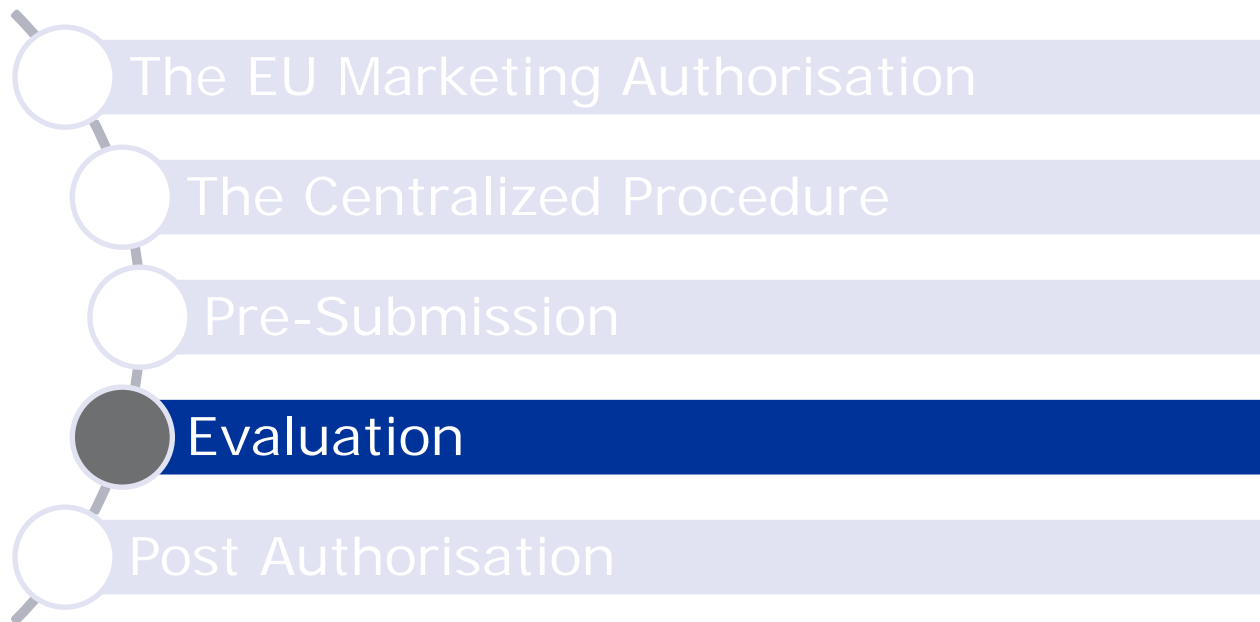 The EU Marketing Authorisation
The Centralized Procedure
Pre-Submission
Evaluation
Post Authorisation